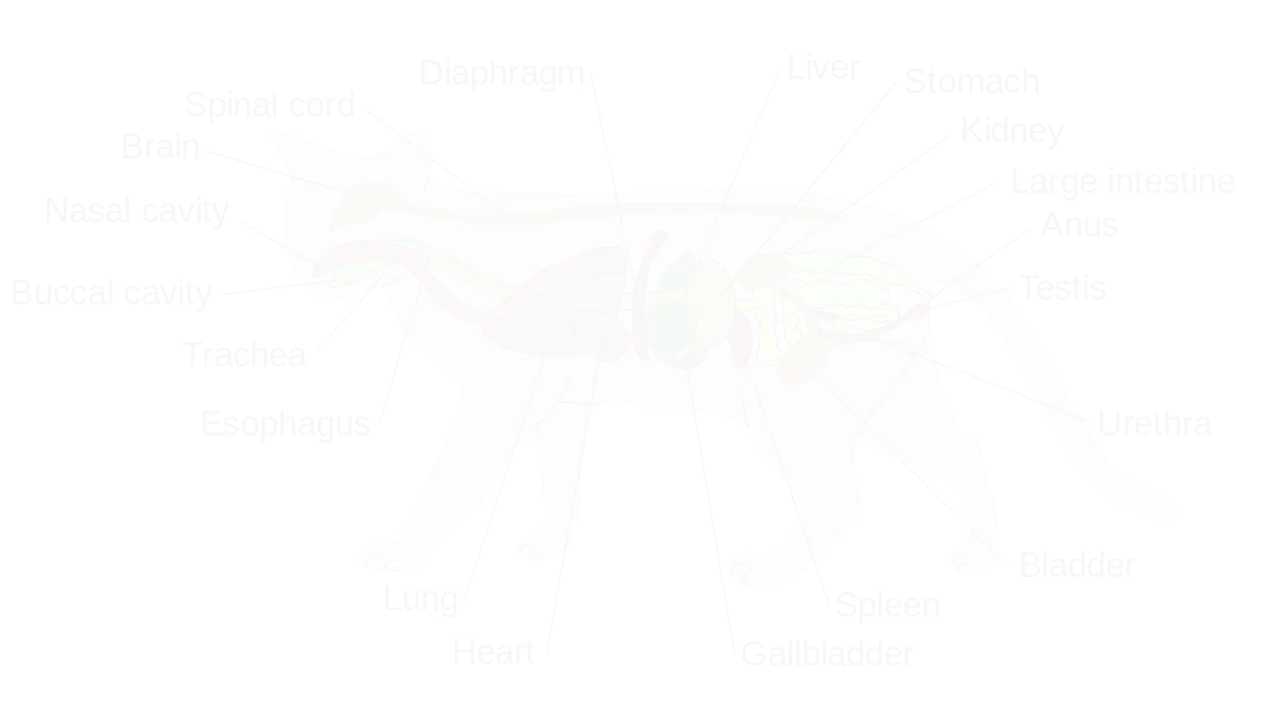 Diaphragm
Liver
Stomach
Spinal cord
Kidney
Brain
Large intestine
Nasal cavity
Anus
Buccal cavity
Testis
Trachea
Esophagus
Urethra
Bladder
Lung
Spleen
Heart
Gallbladder